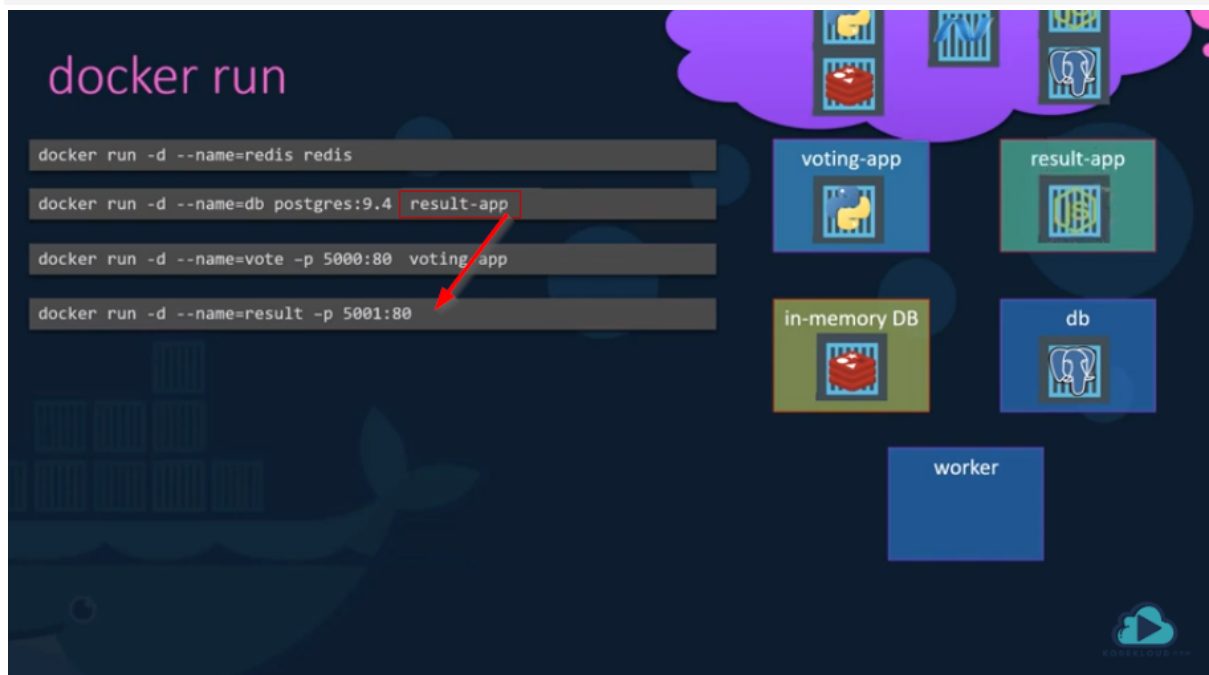 docker run
docker run -d --name=redis redis
docker run -d --name=db postgres:9.4 result-app
docker run -d --name=vote –p 5000:80 voting-app
docker run -d --name=result –p 5001:80
voting-app
result-app
in-memory DB
db
worker
KODEKLOUD.COM